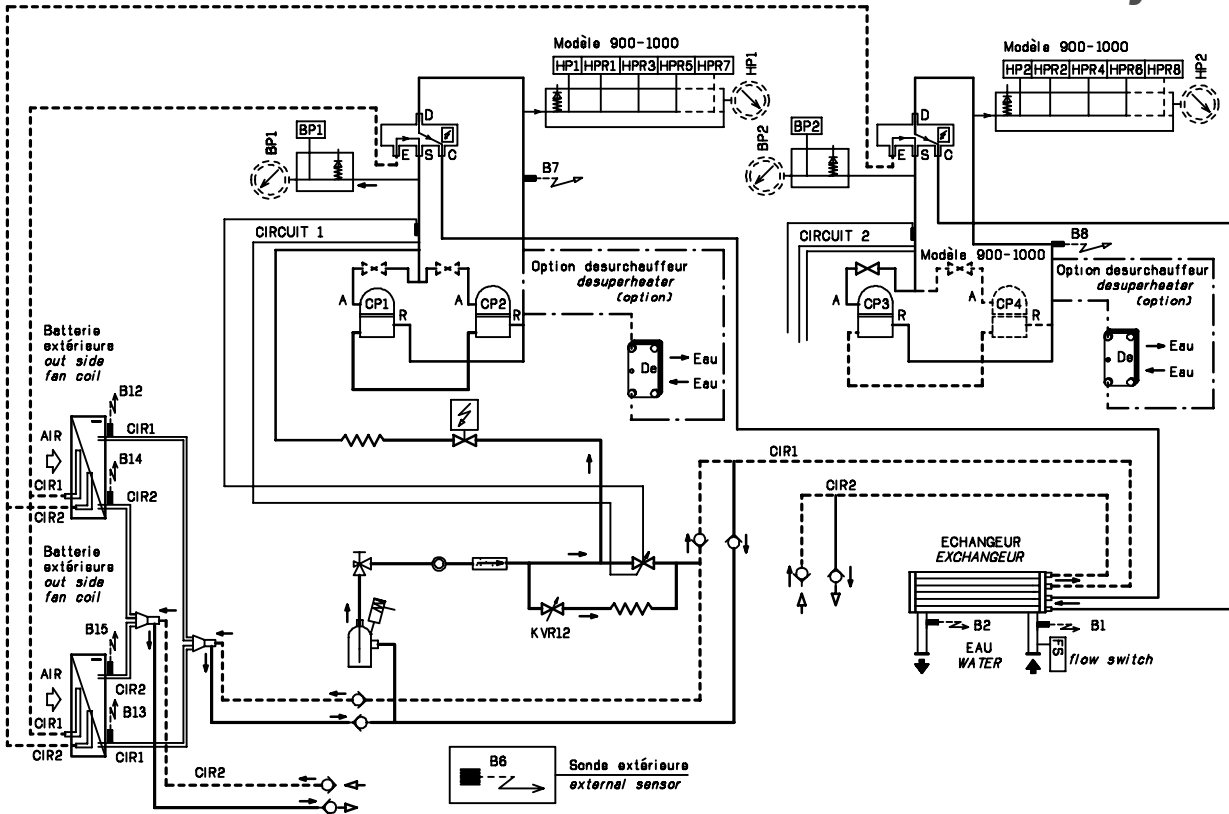 Modèle 900-1000
HP1 HPR1 HPR3 HPR5 HPR7
HP1
Modèle 900-1000
HP2 HPR2 HPR4 HPR6 HPR8
HP2
D
BP1
BP1
E S C
B7
D
BP2
BP2
E S C
CIRCUIT 1
CIRCUIT 2
B8
Modèle 900-1000
Option desurchauffeur
desuperheater
(option)
Option desurchauffeur
desuperheater
(option)
A CP1 R
A CP2 R
A CP3 R
A CP4 R
De
Eau
Eau
De
Eau
Eau
Batterie
extérieure
out side
fan coil
B12
AIR
CIR1
B14
CIR1
CIR2
CIR2
CIR1
CIR2
Batterie
extérieure
out side
fan coil
B15
AIR
CIR2
B13
CIR1
CIR2
CIR1
KVR12
ECHANGEUR
EXCHANGEUR
B2
B1
EAU
WATER
FS
flow switch
CIR2
B6
Sonde extérieure
external sensor